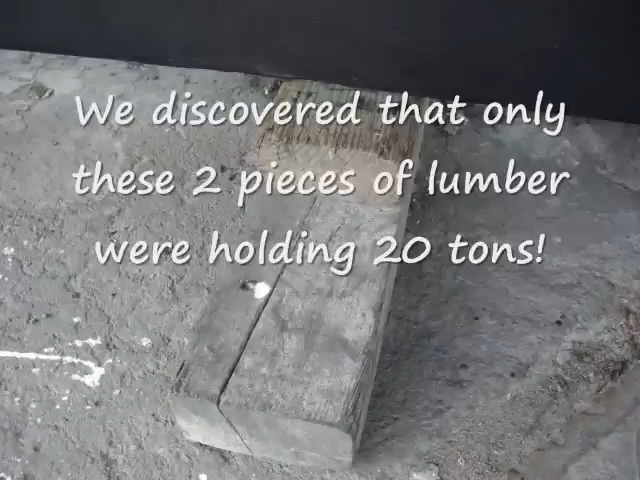 We discovered that only
these 2 pieces of lumber
were holding 20 tons!